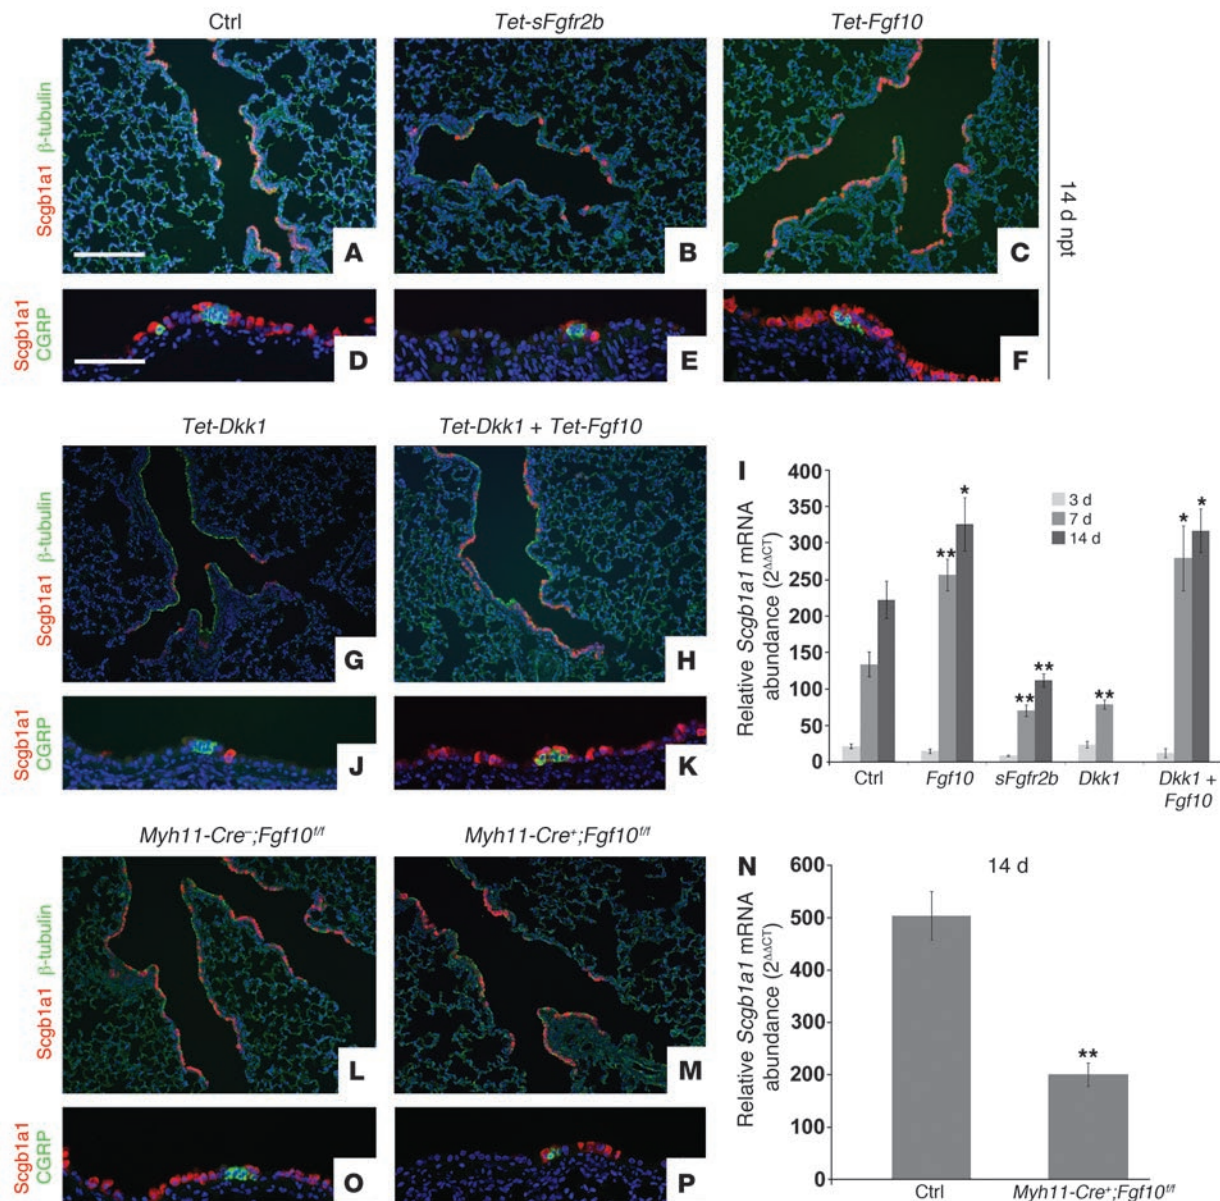 Ctrl
Tet-sFgfr2b
Tet-Fgf10
Scgb1a1 β-tubulin
A
B
C
14 d npt
Scgb1a1
CGRP
D
E
F
Tet-Dkk1
Tet-Dkk1 + Tet-Fgf10
Scgb1a1 β-tubulin
G
H
Scgb1a1
CGRP
J
K
I
Relative Scgb1a1 mRNA
abundance (2ΔΔCT)
400
350
300
250
200
150
100
50
0
3 d
7 d
14 d
**
*
**
**
**
*
*
Ctrl
Fgf10
sFgfr2b
Dkk1
Dkk1 +
Fgf10
Myh11-Cre–;Fgf10f/f
Myh11-Cre+;Fgf10f/f
Scgb1a1 β-tubulin
L
M
Scgb1a1
CGRP
O
P
N
14 d
Relative Scgb1a1 mRNA
abundance (2ΔΔCT)
600
500
400
300
200
100
0
**
Ctrl
Myh11-Cre+;Fgf10f/f